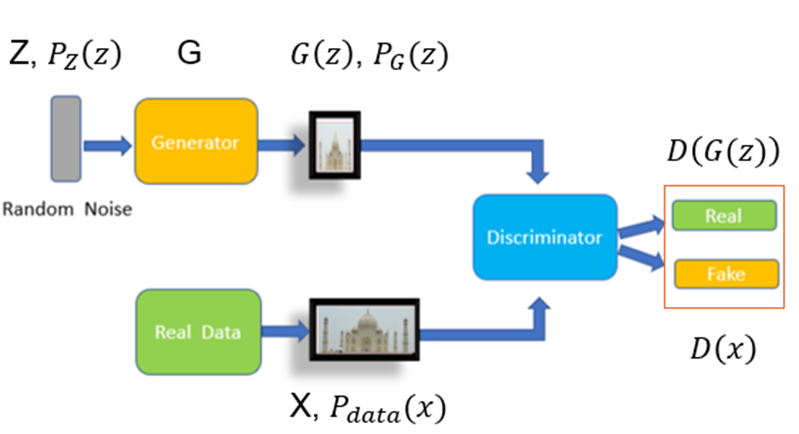 Z, P_Z(z)
G
G(z), P_G(z)
Generator
D(G(z))
Random Noise
Real
Discriminator
Fake
Real Data
D(x)
X, P_data(x)